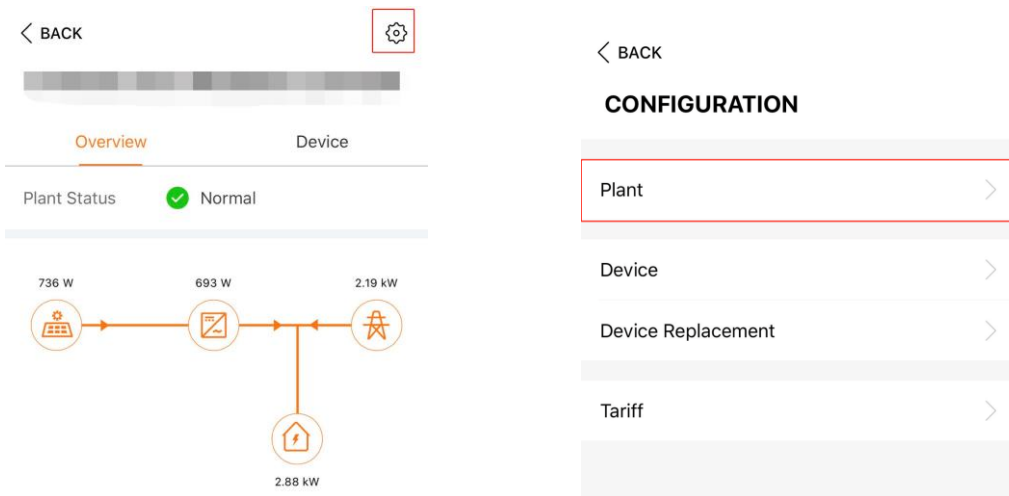 BACK
Overview Device
Plant Status Normal
736 W 693 W 2.19 kW
2.88 kW
BACK
CONFIGURATION
Plant
Device
Device Replacement
Tariff